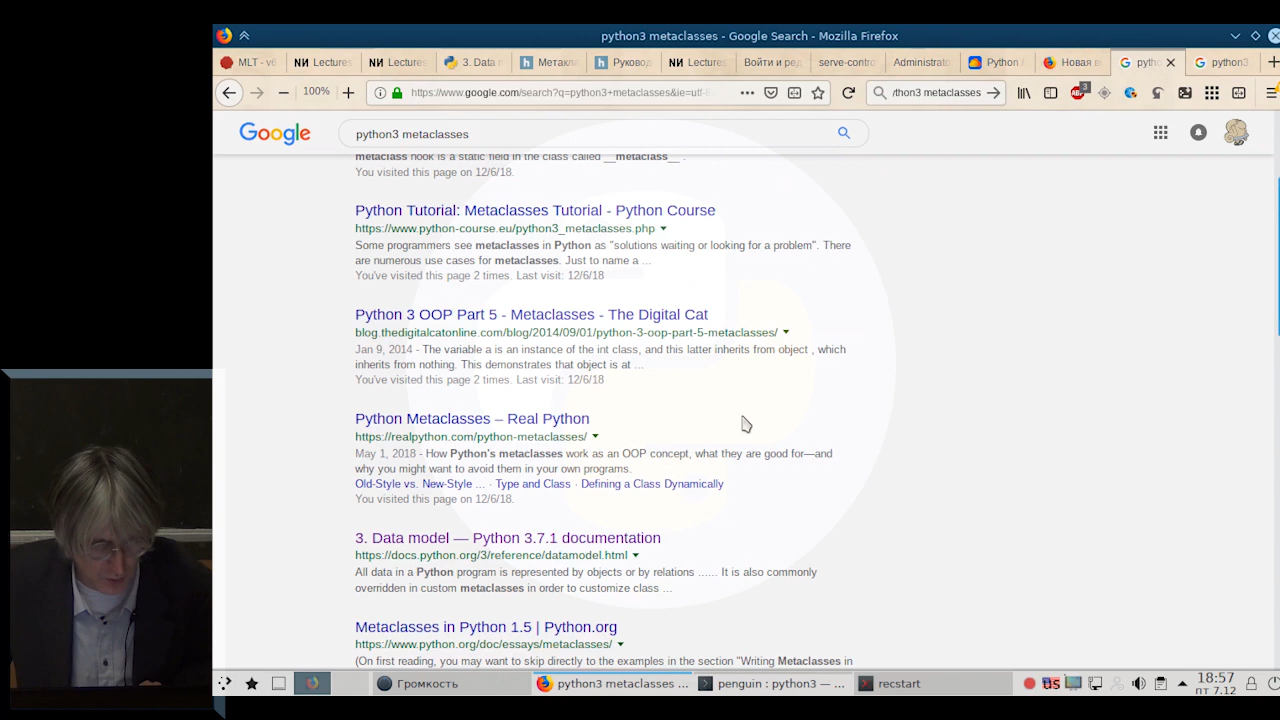 python3 metaclasses - Google Search - Mozilla Firefox
MLT - v6
Lectures
Lectures
3. Data n
Метакла
Руковод
Lectures
Войти и ред
serve-contro
Administrato
Python /
Новая в
pytho
python3
100%
https://www.google.com/search?q=python3+metaclasses&ie=utf-8
/thon3 metaclasses
3
Google
python3 metaclasses
metaclass hook is a static field in the class called __metaclass__ .
You visited this page on 12/6/18.
Python Tutorial: Metaclasses Tutorial - Python Course
https://www.python-course.eu/python3_metaclasses.php
Some programmers see metaclasses in Python as "solutions waiting or looking for a problem". There
are numerous use cases for metaclasses. Just to name a ...
You've visited this page 2 times. Last visit: 12/6/18
Python 3 OOP Part 5 - Metaclasses - The Digital Cat
blog.thedigitalcatonline.com/blog/2014/09/01/python-3-oop-part-5-metaclasses/
Jan 9, 2014 - The variable a is an instance of the int class, and this latter inherits from object , which
inherits from nothing. This demonstrates that object is at ...
You've visited this page 2 times. Last visit: 12/6/18
Python Metaclasses – Real Python
https://realpython.com/python-metaclasses/
May 1, 2018 - How Python's metaclasses work as an OOP concept, what they are good for—and
why you might want to avoid them in your own programs.
Old-Style vs. New-Style ... · Type and Class · Defining a Class Dynamically
You visited this page on 12/6/18.
3. Data model — Python 3.7.1 documentation
https://docs.python.org/3/reference/datamodel.html
All data in a Python program is represented by objects or by relations ...... It is also commonly
overridden in custom metaclasses in order to customize class ...
Metaclasses in Python 1.5 | Python.org
https://www.python.org/doc/essays/metaclasses/
(On first reading, you may want to skip directly to the examples in the section "Writing Metaclasses in
Громкость
python3 metaclasses ...
penguin : python3 — ...
recstart
us
18:57
пт 7.12